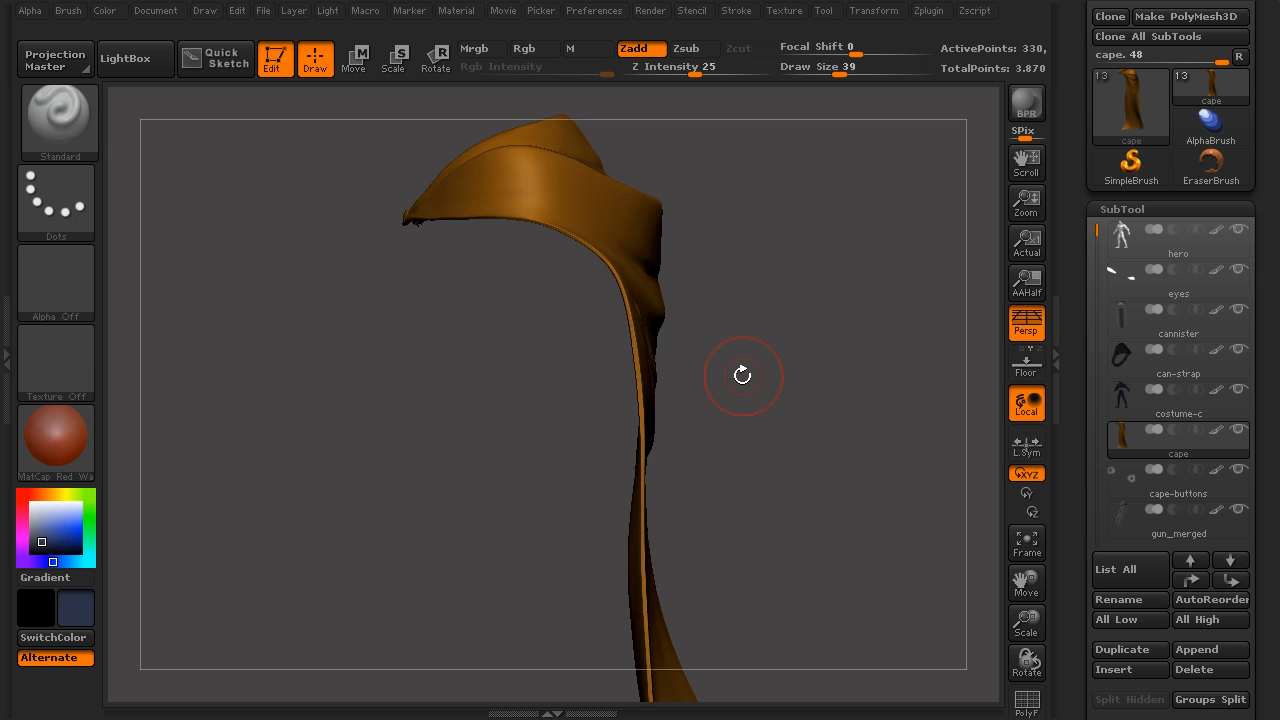 Alpha Brush Color Document Draw Edit File Layer Light Macro Marker Material Movie Picker Preferences Render Stencil Stroke Texture Tool Transform Zplugin Zscript
Projection Master
LightBox
Quick Sketch
Edit
Draw
Move
Scale
Rotate
Mrgb Rgb M Zadd Zsub Zcut
Rgb Intensity
Z Intensity 25
Focal Shift 0
Draw Size 39
ActivePoints: 330,
TotalPoints: 3.870
Standard
Dots
Alpha Off
Texture Off
MatCap Red Wa
Gradient
SwitchColor
Alternate
BPR
SPix
Scroll
Zoom
Actual
AAHalf
Persp
Floor
Local
L.Sym
XYZ
Y
Z
Frame
Move
Scale
Rotate
PolyF
Clone Make PolyMesh3D
Clone All SubTools
cape. 48 R
13 cape
13 cape
AlphaBrush
SimpleBrush
EraserBrush
SubTool
hero
eyes
cannister
can-strap
costume-c
cape
cape-buttons
gun_merged
List All
Rename AutoReorder
All Low All High
Duplicate Append
Insert Delete
Split Hidden Groups Split